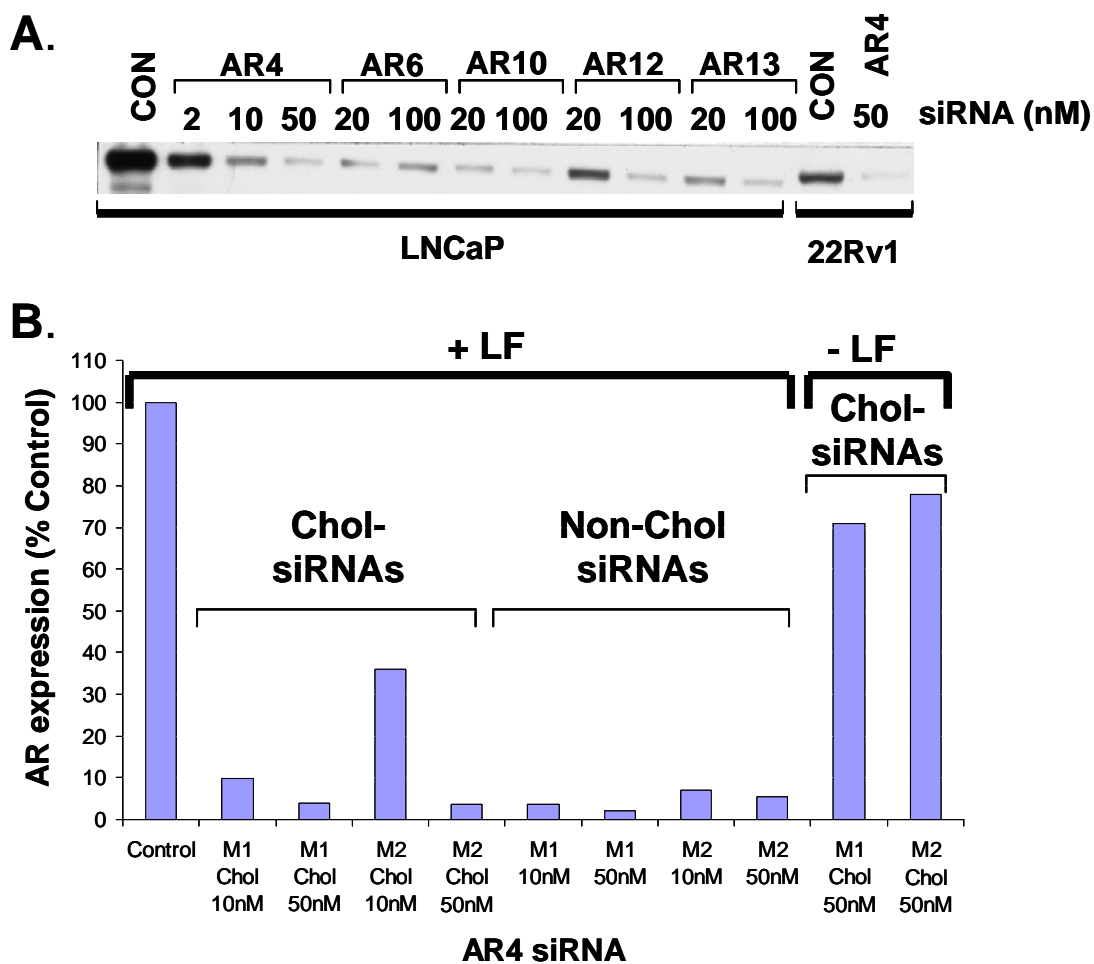 A.
CON AR4 AR6 AR10 AR12 AR13 CON AR4
2 10 50 20 100 20 100 20 100 20 100 50 siRNA (nM)
LNCaP 22Rv1
B.
+ LF - LF
Chol-
siRNAs
Chol-
siRNAs
Non-Chol
siRNAs
AR expression (% Control)
110
100
90
80
70
60
50
40
30
20
10
0
Control M1 M1 M2 M2 M1 M1 M2 M2 M1 M2
Chol Chol Chol Chol 10nM 50nM 10nM 50nM Chol Chol
10nM 50nM 10nM 50nM 50nM 50nM
AR4 siRNA